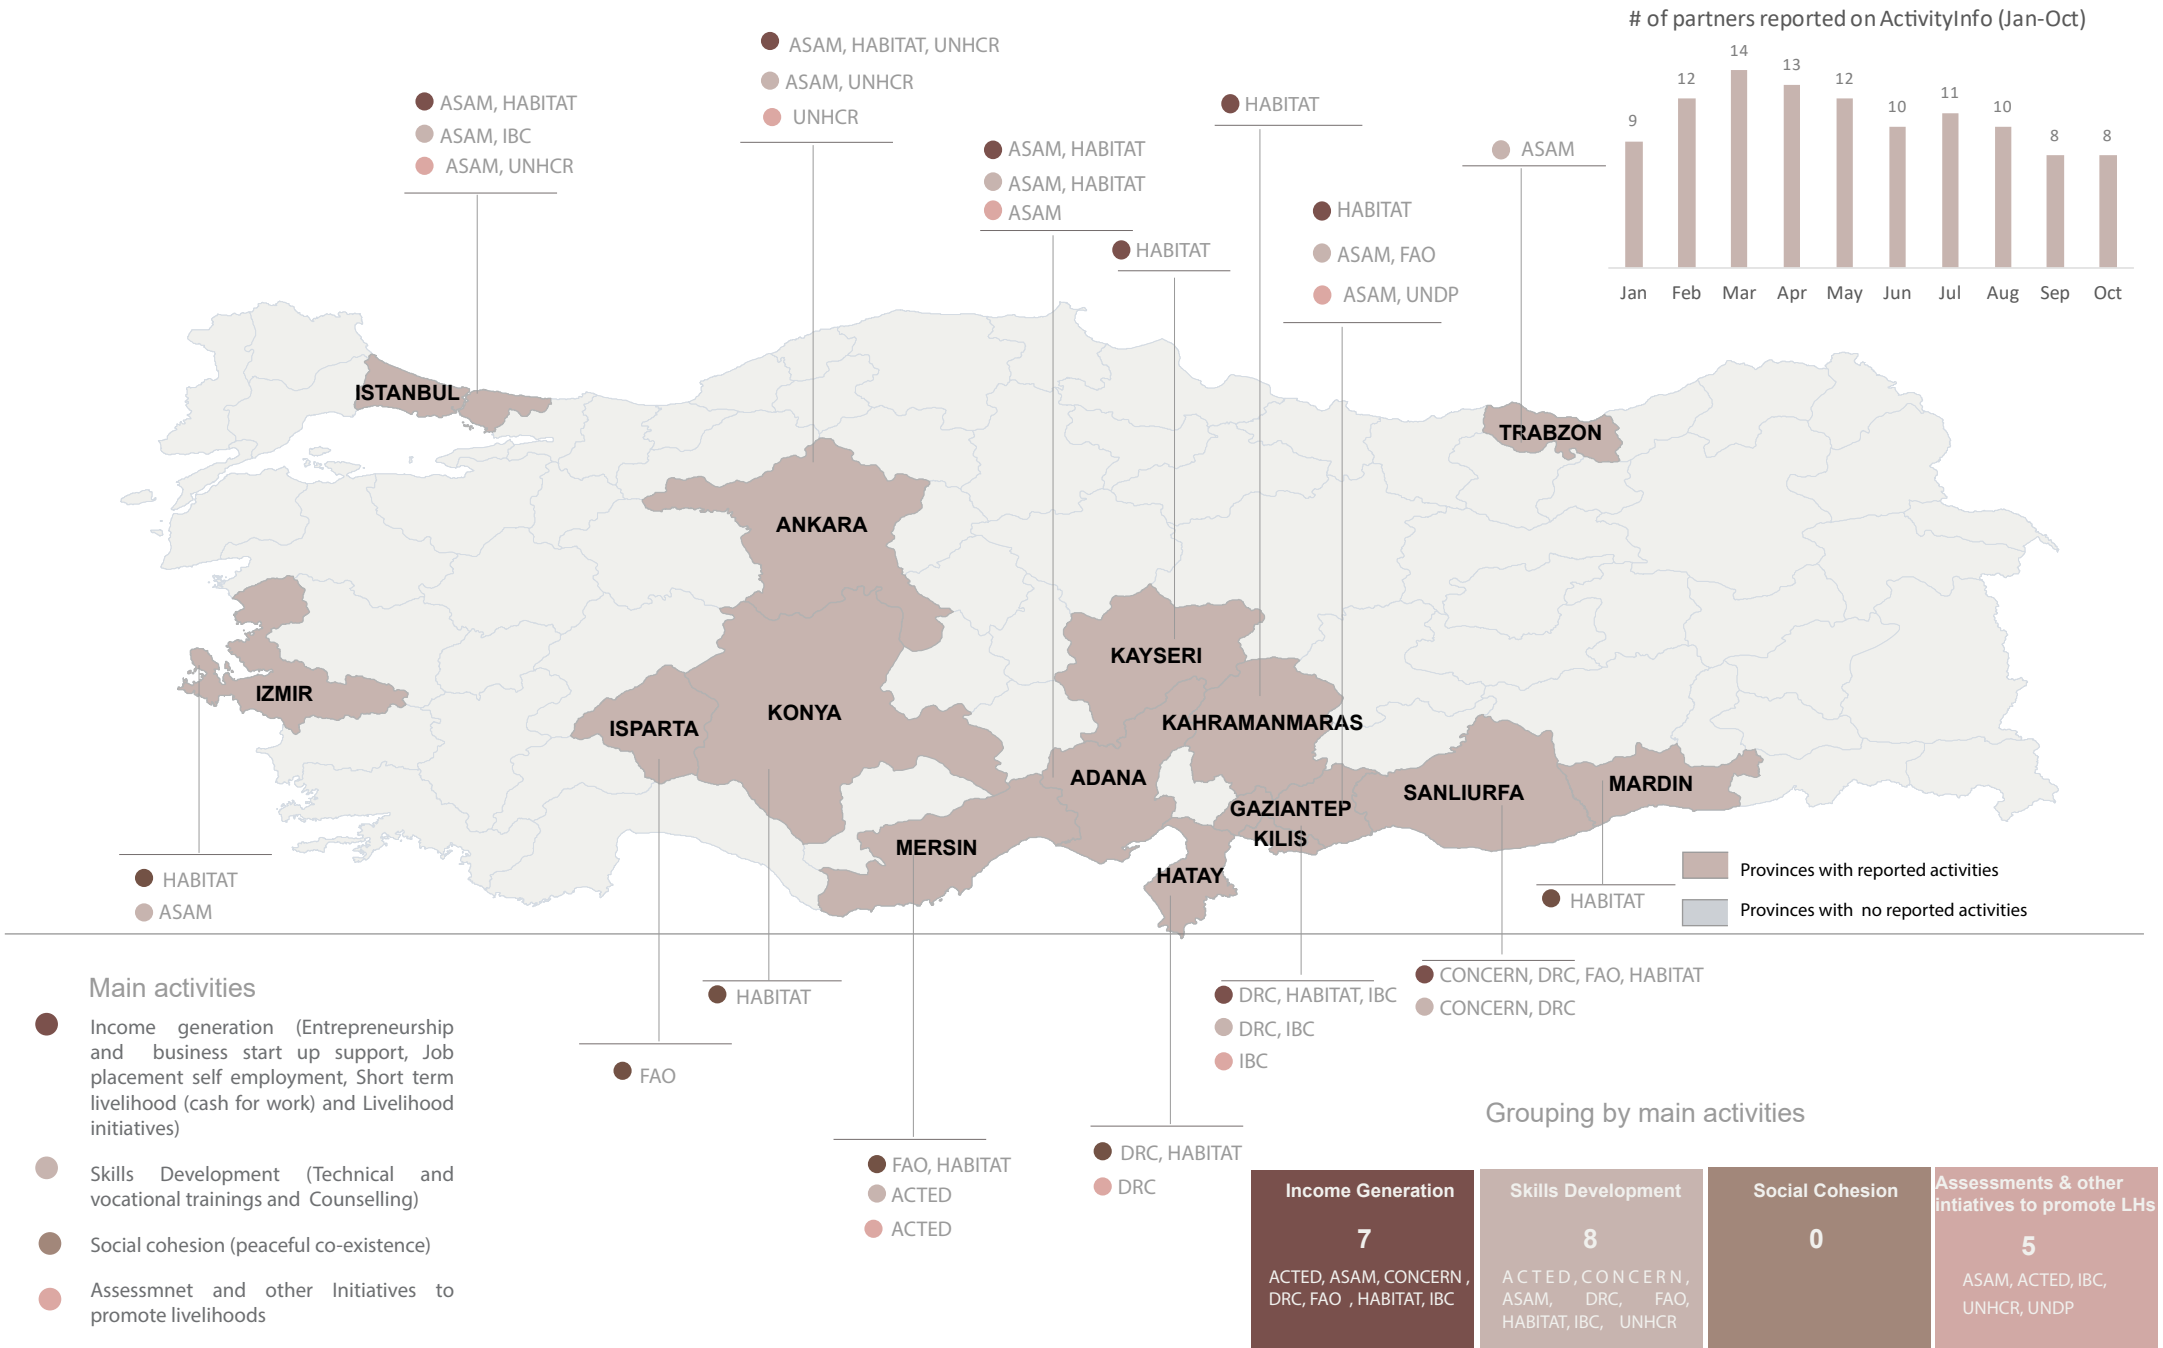 # of partners reported on ActivityInfo (Jan-Oct)
14
13
12
12
11
10
10
9
8
8
Jan Feb Mar Apr May Jun Jul Aug Sep Oct
ASAM, HABITAT
ASAM, IBC
ASAM, UNHCR
ASAM, HABITAT, UNHCR
ASAM, UNHCR
UNHCR
ASAM, HABITAT
ASAM, HABITAT
ASAM
HABITAT
HABITAT
HABITAT
ASAM, FAO
ASAM, UNDP
ASAM
ISTANBUL
TRABZON
ANKARA
KAYSERI
IZMIR
ISPARTA
KONYA
KAHRAMANMARAS
ADANA
GAZIANTEP
KILIS
SANLIURFA
MARDIN
MERSIN
HATAY
HABITAT
ASAM
HABITAT
Provinces with reported activities
Provinces with no reported activities
HABITAT
FAO
FAO, HABITAT
ACTED
ACTED
DRC, HABITAT
DRC
DRC, HABITAT, IBC
DRC, IBC
IBC
CONCERN, DRC, FAO, HABITAT
CONCERN, DRC
Main activities
Income generation (Entrepreneurship
and business start up support, Job
placement self employment, Short term
livelihood (cash for work) and Livelihood
initiatives)
Skills Development (Technical and
vocational trainings and Counselling)
Social cohesion (peaceful co-existence)
Assessmnet and other Initiatives to
promote livelihoods
Grouping by main activities
Income Generation
7
ACTED, ASAM, CONCERN ,
DRC, FAO , HABITAT, IBC
Skills Development
8
ACTED, CONCERN,
ASAM, DRC, FAO,
HABITAT, IBC, UNHCR
Social Cohesion
0
Assessments & other
intiatives to promote LHs
5
ASAM, ACTED, IBC,
UNHCR, UNDP